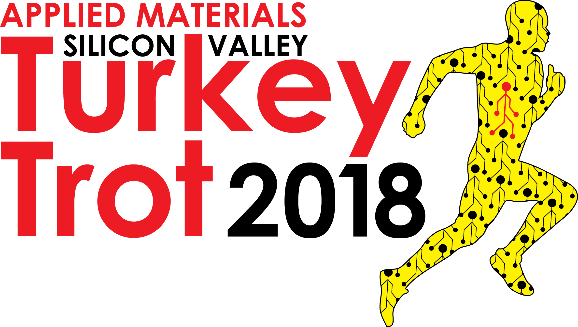 APPLIED MATERIALS
SILICON VALLEY
Turkey
Trot 2018